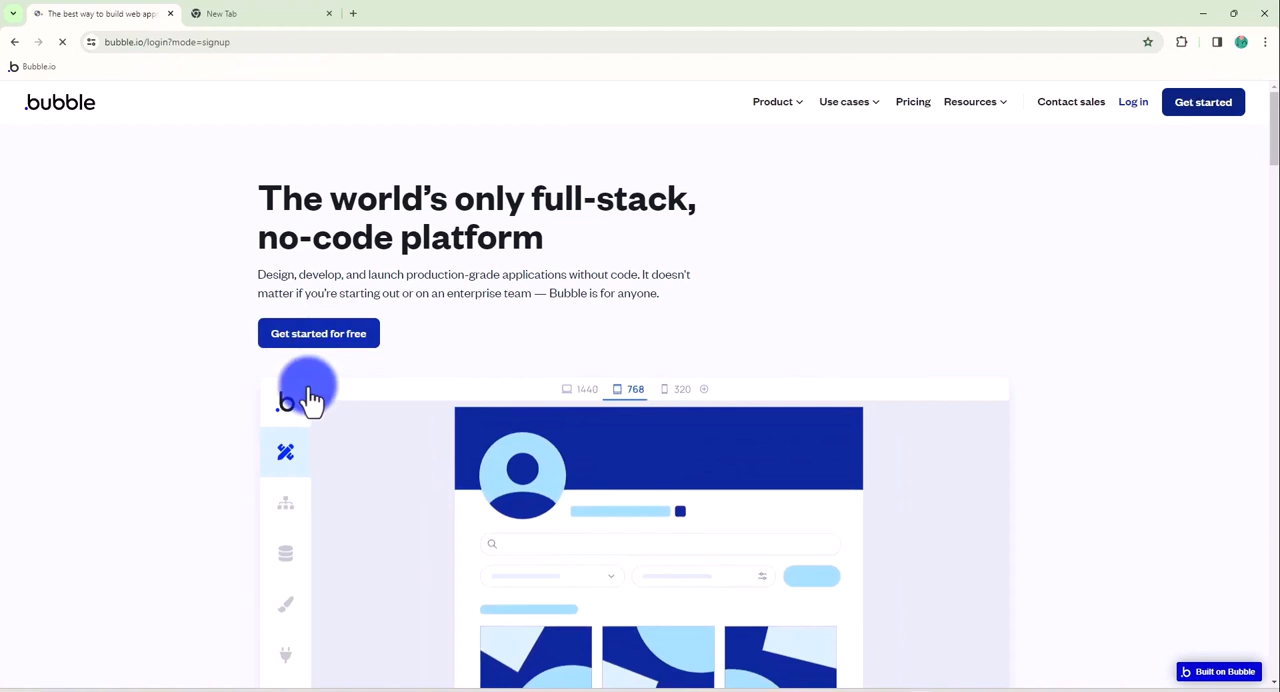 The best way to build web apps
New Tab
bubble.io/login?mode=signup
Bubble.io
.bubble
Product
Use cases
Pricing
Resources
Contact sales
Log in
Get started
The world's only full-stack,
no-code platform
Design, develop, and launch production-grade applications without code. It doesn't
matter if you're starting out or on an enterprise team — Bubble is for anyone.
Get started for free
.b
1440
768
320
Built on Bubble